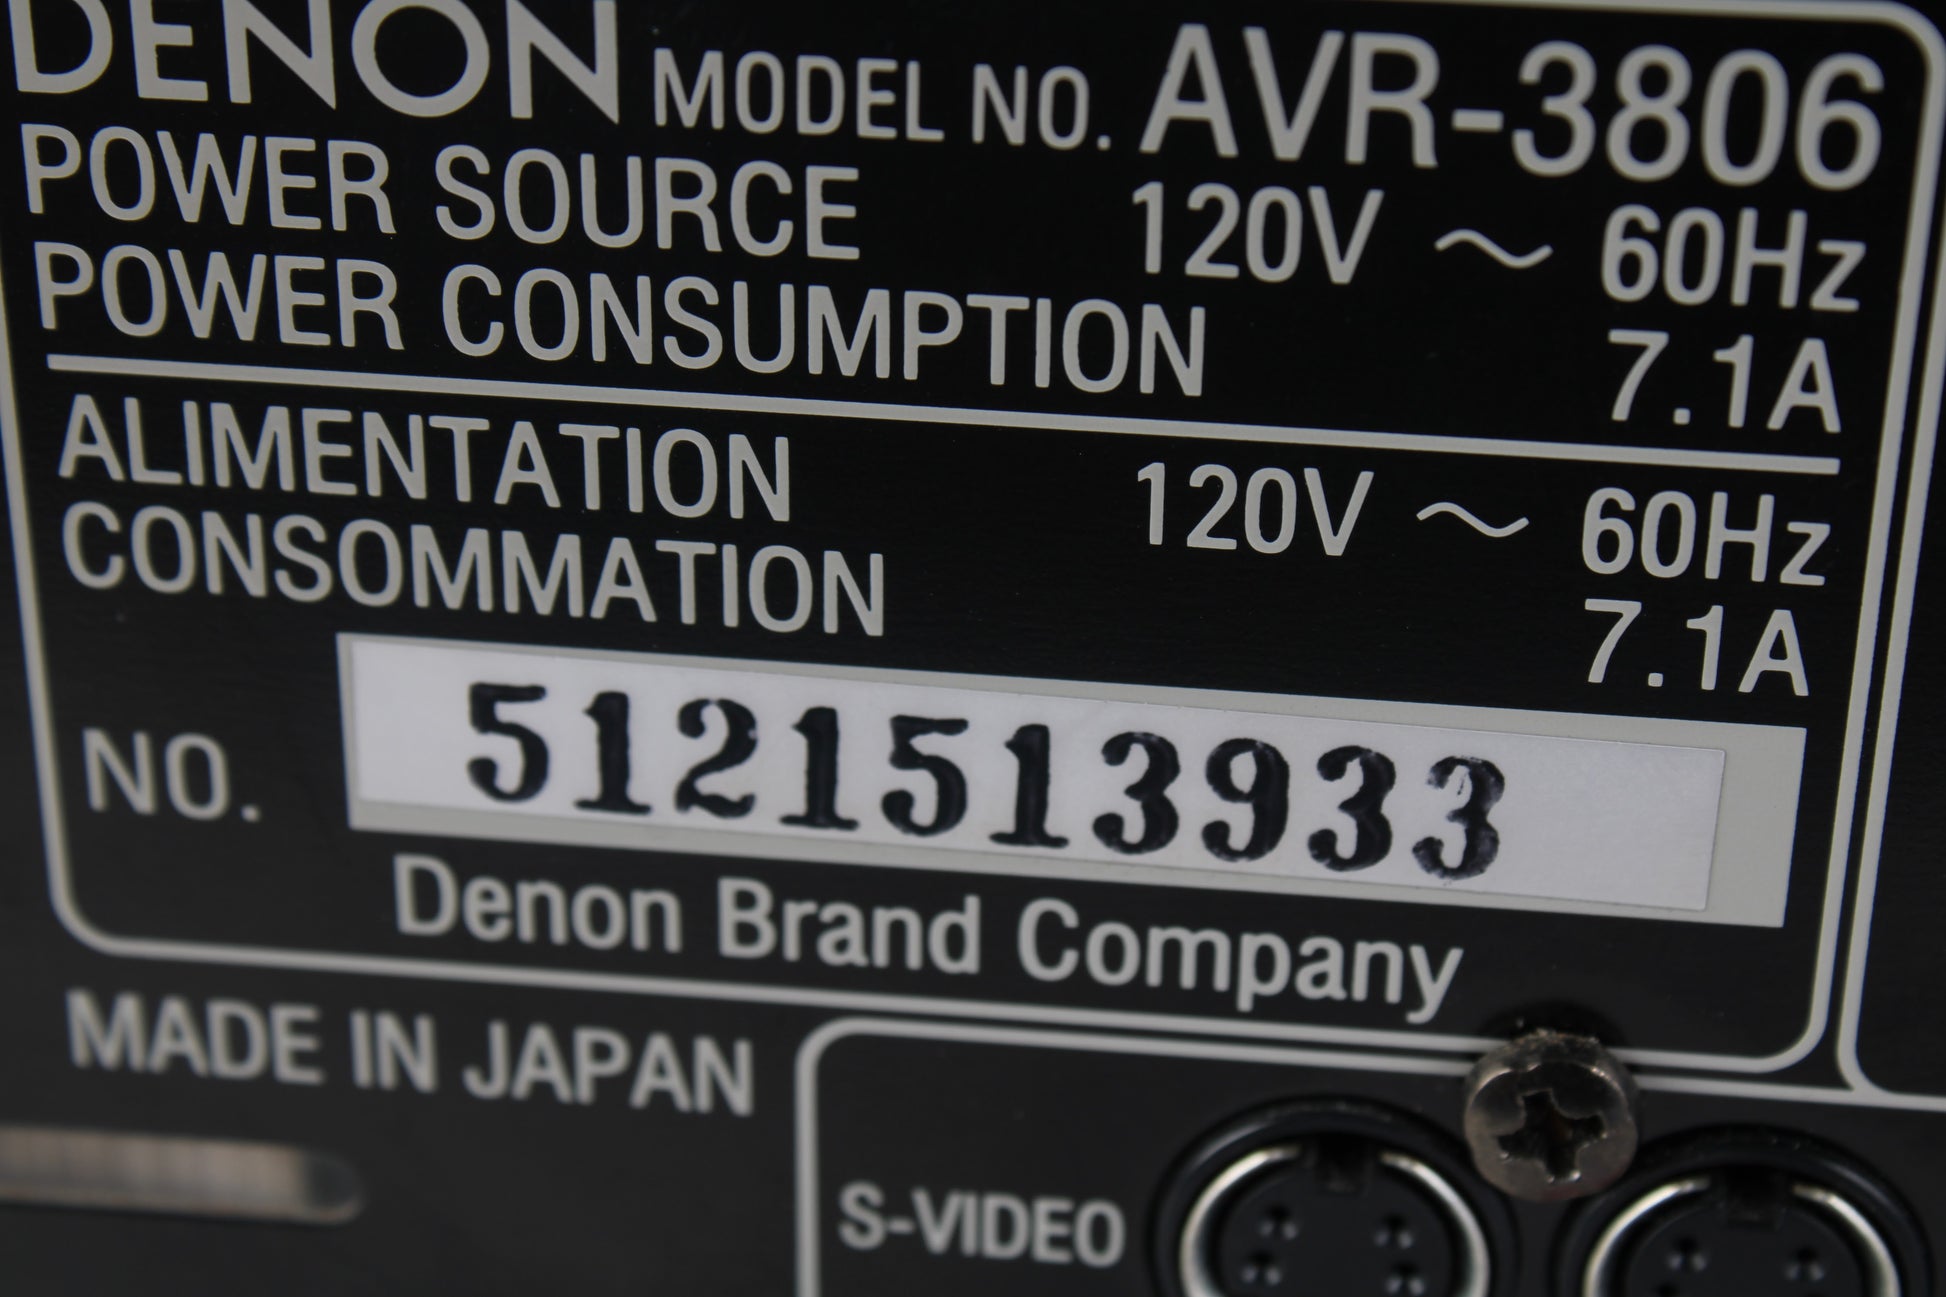 DENON MODEL NO. AVR-3806
POWER SOURCE 120V ~ 60Hz
POWER CONSUMPTION 7.1A
ALIMENTATION 120V ~ 60Hz
CONSOMMATION 7.1A
NO. 5121513933
Denon Brand Company
MADE IN JAPAN
S-VIDEO